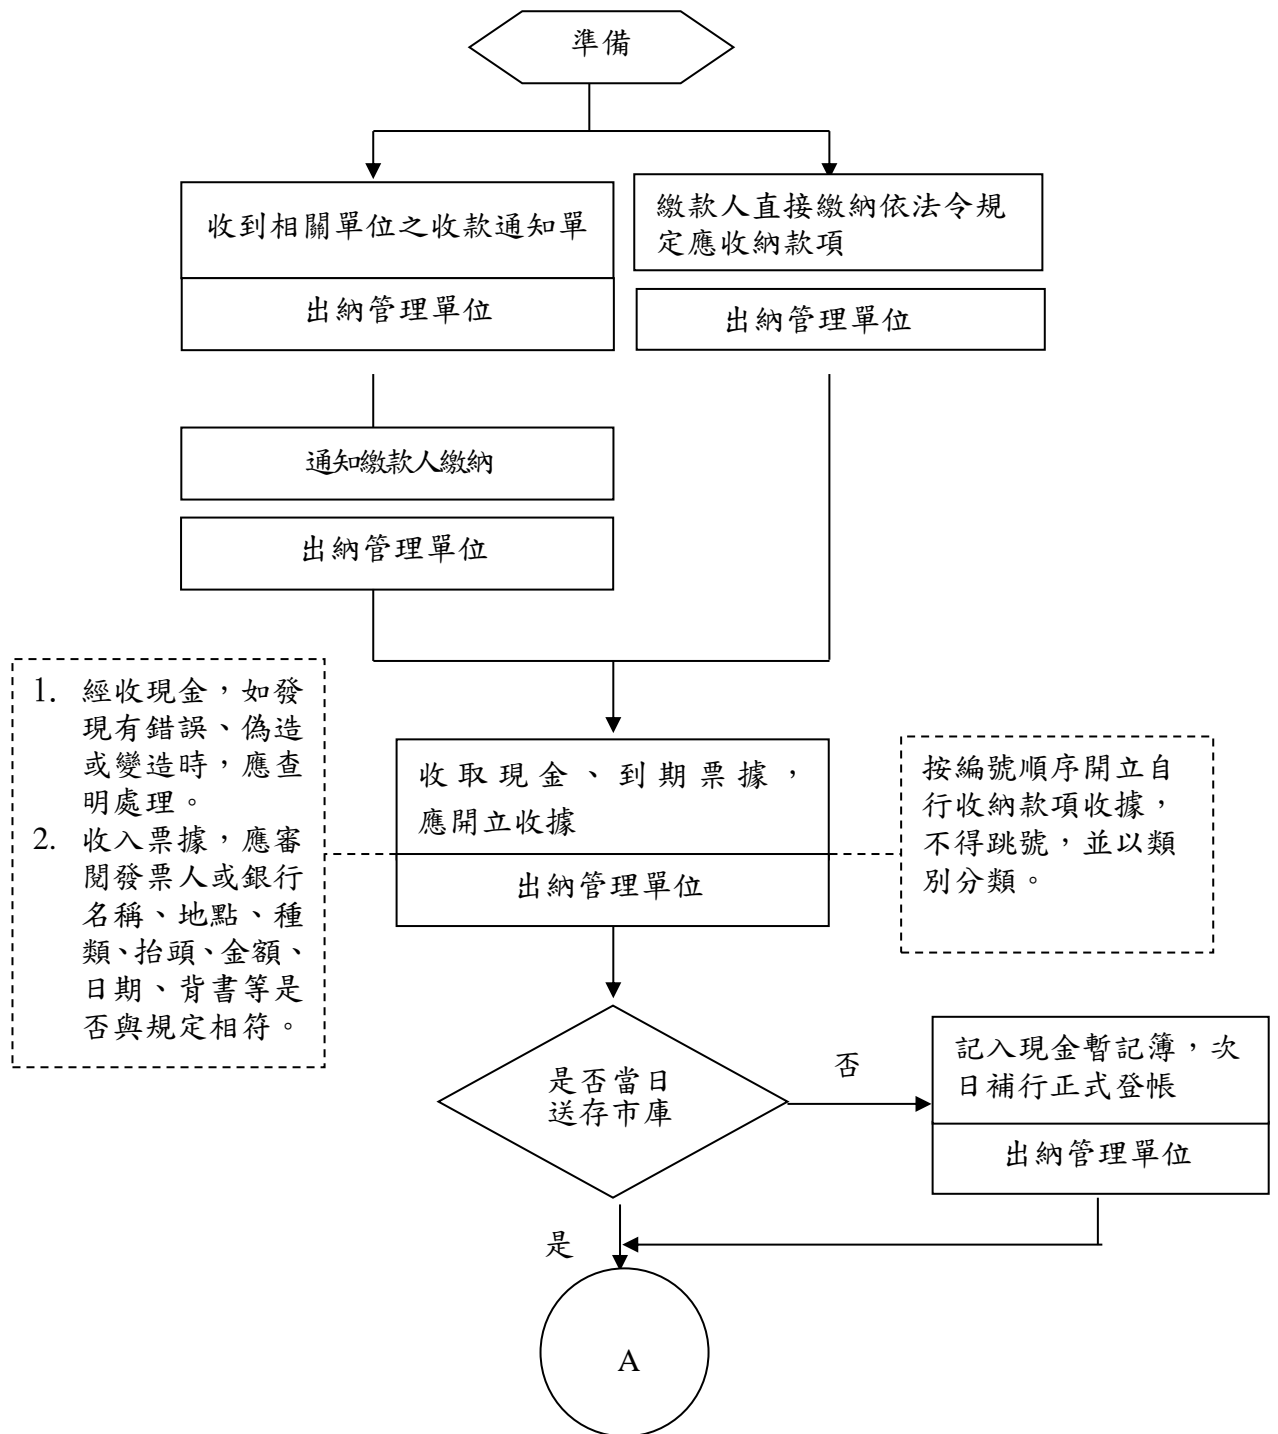 準備
收到相關單位之收款通知單
出納管理單位
繳款人直接繳納依法令規
定應收納款項
出納管理單位
通知繳款人繳納
出納管理單位
1. 經收現金，如發
現有錯誤、偽造
或變造時，應查
明處理。
2. 收入票據，應審
閱發票人或銀行
名稱、地點、種
類、抬頭、金額、
日期、背書等是
否與規定相符。
收取現金、到期票據，
應開立收據
出納管理單位
按編號順序開立自
行收納款項收據，
不得跳號，並以類
別分類。
是否當日
送存市庫
否
記入現金暫記簿，次
日補行正式登帳
出納管理單位
是
A